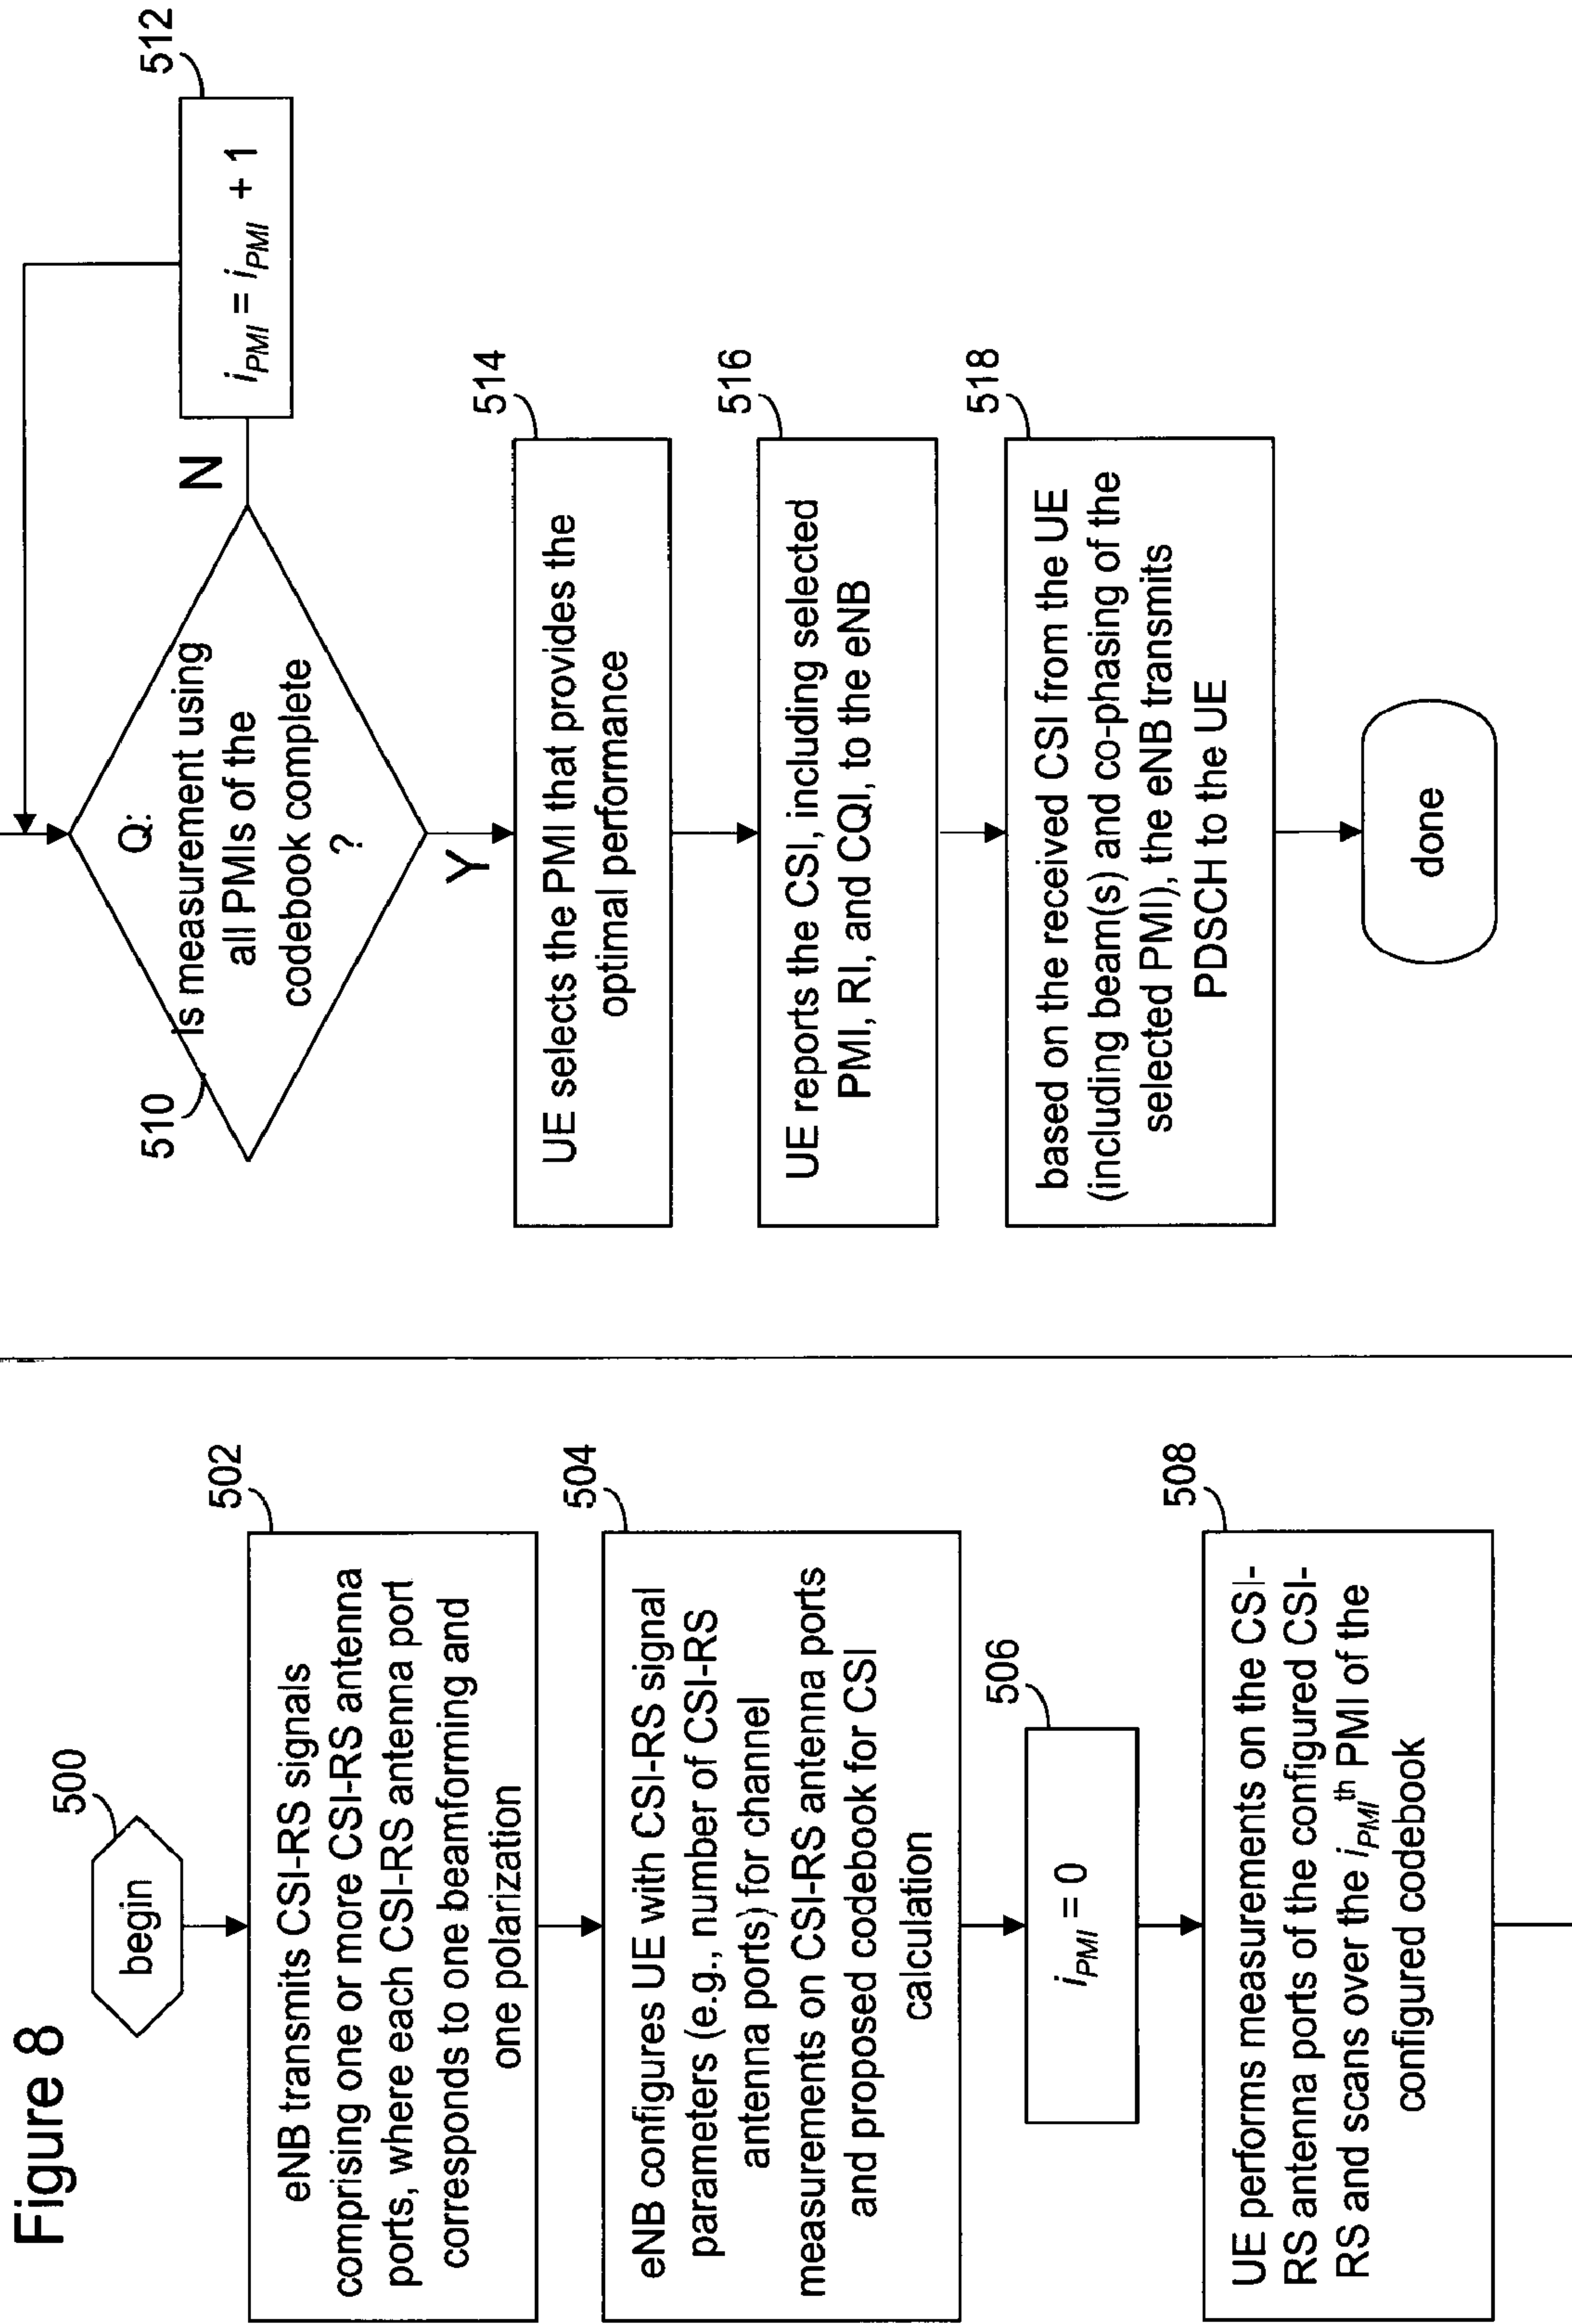 Figure 8
500
begin
502
eNB transmits CSI-RS signals
comprising one or more CSI-RS antenna
ports, where each CSI-RS antenna port
corresponds to one beamforming and
one polarization
504
eNB configures UE with CSI-RS signal
parameters (e.g., number of CSI-RS
antenna ports) for channel
measurements on CSI-RS antenna ports
and proposed codebook for CSI
calculation
506
iPMI = 0
508
UE performs measurements on the CSI-
RS antenna ports of the configured CSI-
RS and scans over the iPMIth PMI of the
configured codebook
510
Q:
Is measurement using
all PMIs of the
codebook complete
?
N
512
iPMI = iPMI + 1
Y
514
UE selects the PMI that provides the
optimal performance
516
UE reports the CSI, including selected
PMI, RI, and CQI, to the eNB
518
based on the received CSI from the UE
(including beam(s) and co-phasing of the
selected PMI), the eNB transmits
PDSCH to the UE
done